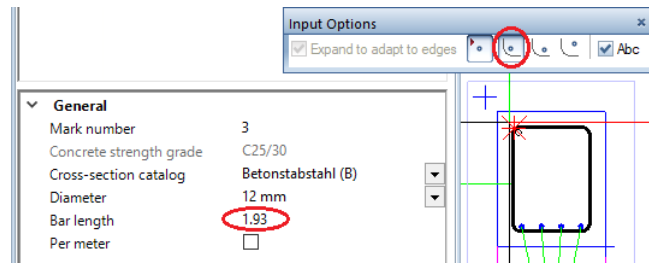 Input Options
Expand to adapt to edges
Abc
General
Mark number 3
Concrete strength grade C25/30
Cross-section catalog Betonstabstahl (B)
Diameter 12 mm
Bar length 1.93
Per meter